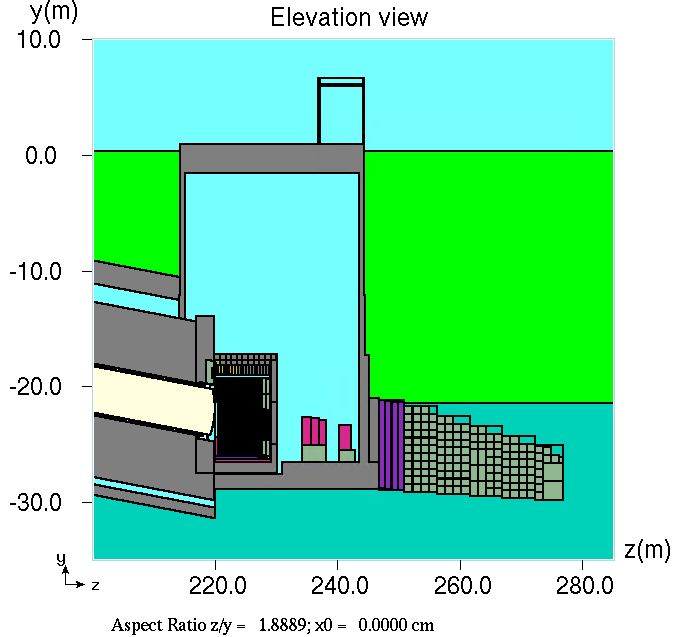 y(m)
Elevation view
10.0
0.0
-10.0
-20.0
-30.0
z(m)
y
z
220.0 240.0 260.0 280.0
Aspect Ratio z/y = 1.8889; x0 = 0.0000 cm